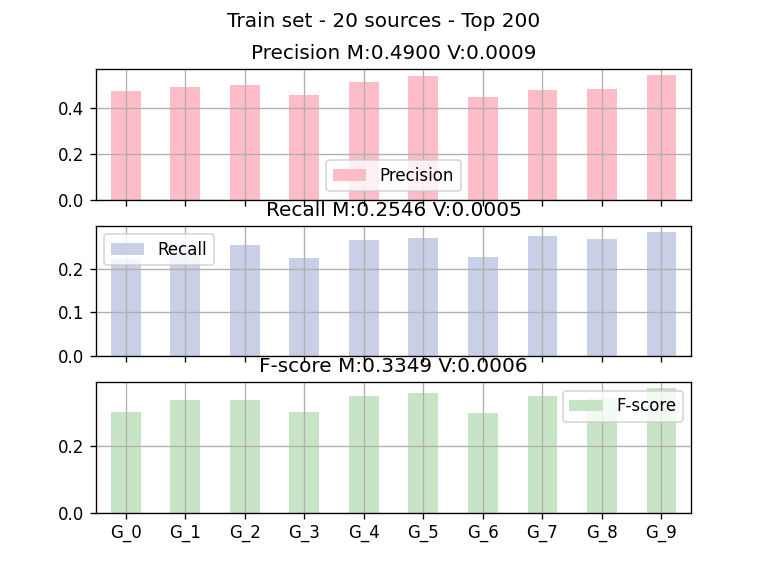 Train set - 20 sources - Top 200
Precision M:0.4900 V:0.0009
0.4
0.2
0.0
Precision
Recall M:0.2546 V:0.0005
0.2
0.1
0.0
Recall
F-score M:0.3349 V:0.0006
0.2
0.0
F-score
G_0 G_1 G_2 G_3 G_4 G_5 G_6 G_7 G_8 G_9